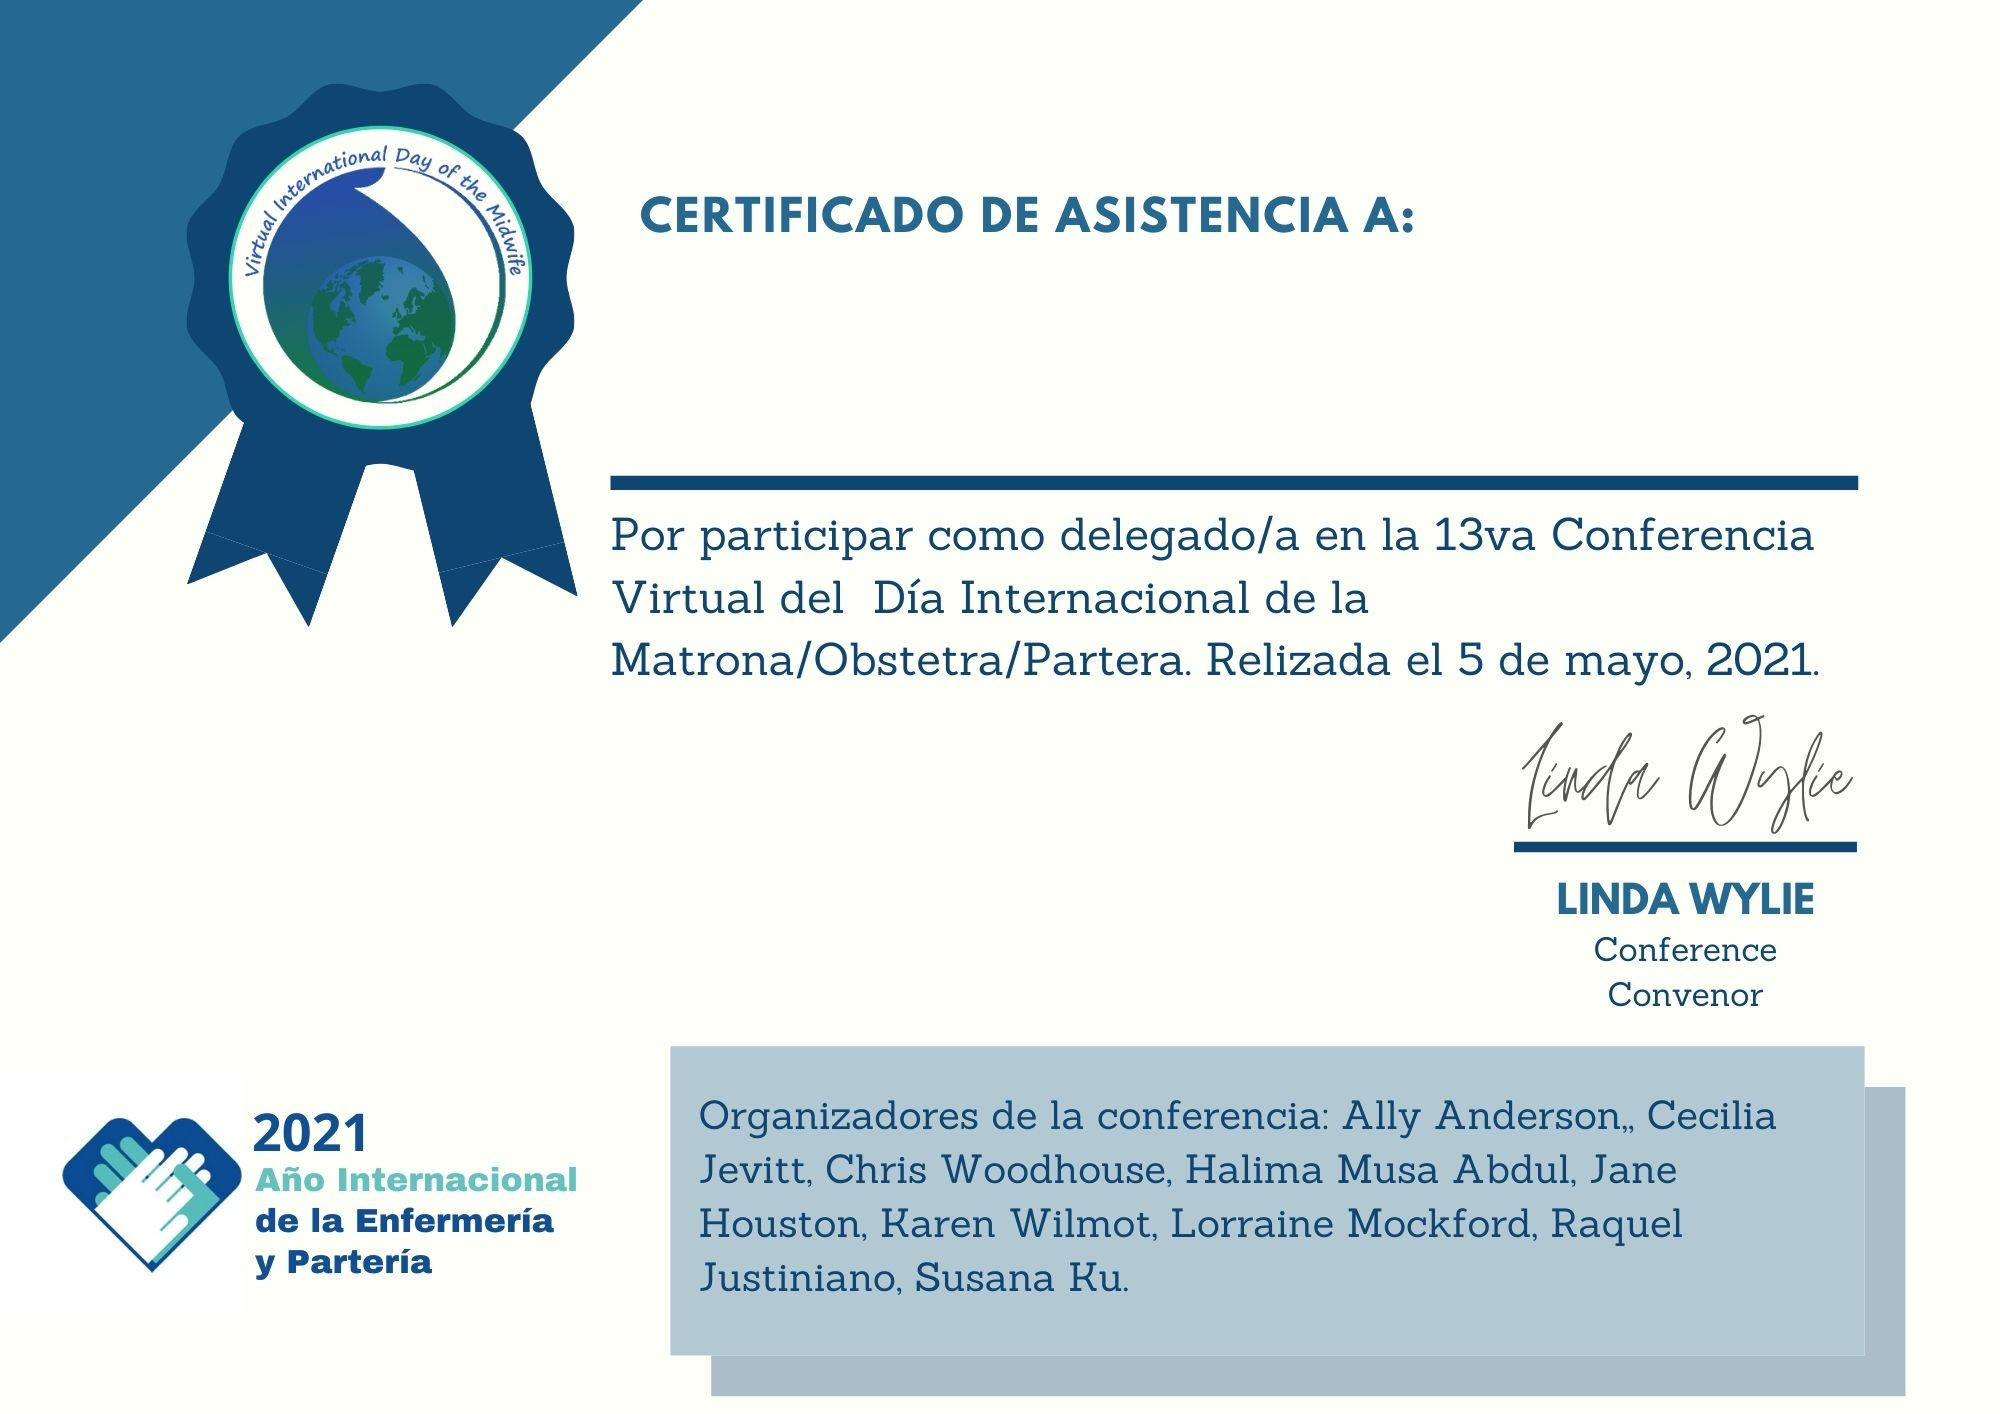 Virtual International Day of the Midwife
CERTIFICADO DE ASISTENCIA A:
Por participar como delegado/a en la 13va Conferencia
Virtual del  Día Internacional de la
Matrona/Obstetra/Partera. Relizada el 5 de mayo, 2021.
Linda Wylie
LINDA WYLIE
Conference
Convenor
2021
Año Internacional
de la Enfermería
y Partería
Organizadores de la conferencia: Ally Anderson,, Cecilia
Jevitt, Chris Woodhouse, Halima Musa Abdul, Jane
Houston, Karen Wilmot, Lorraine Mockford, Raquel
Justiniano, Susana Ku.